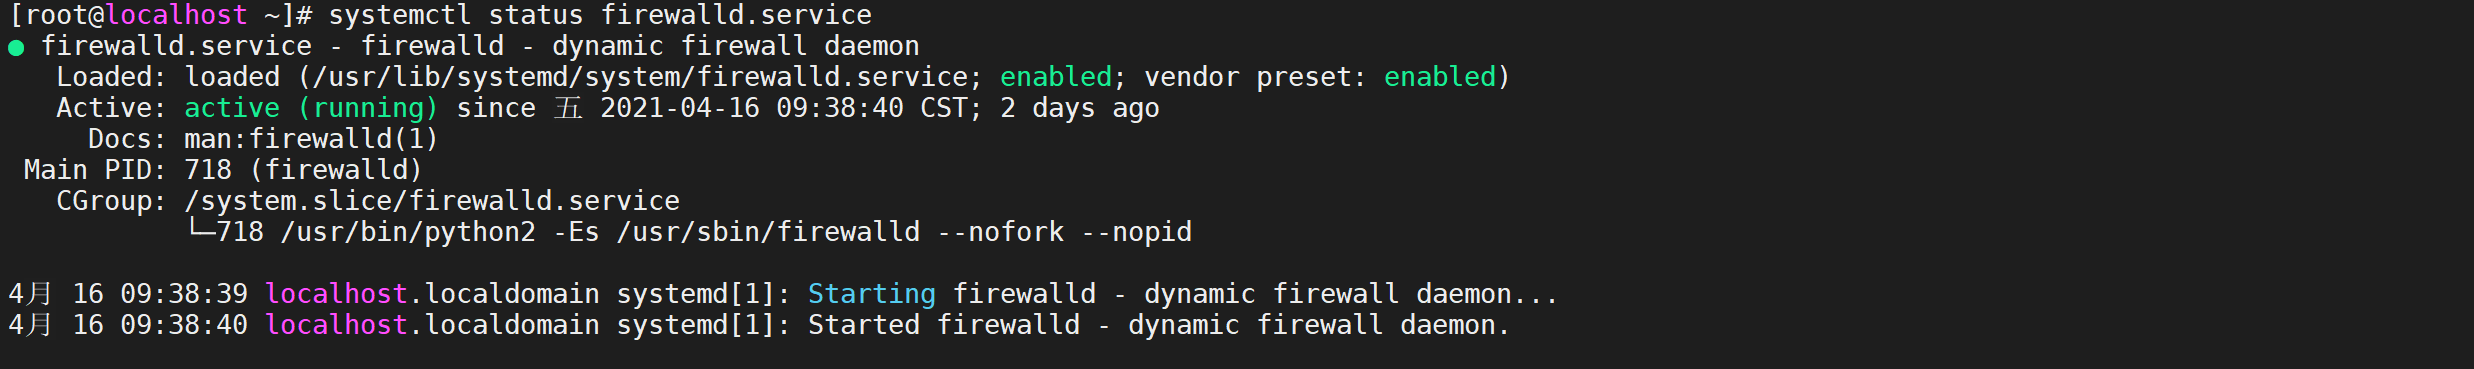 [root@localhost ~]# systemctl status firewalld.service
● firewalld.service - firewalld - dynamic firewall daemon
   Loaded: loaded (/usr/lib/systemd/system/firewalld.service; enabled; vendor preset: enabled)
   Active: active (running) since 五 2021-04-16 09:38:40 CST; 2 days ago
     Docs: man:firewalld(1)
 Main PID: 718 (firewalld)
   CGroup: /system.slice/firewalld.service
           └─718 /usr/bin/python2 -Es /usr/sbin/firewalld --nofork --nopid

4月 16 09:38:39 localhost.localdomain systemd[1]: Starting firewalld - dynamic firewall daemon...
4月 16 09:38:40 localhost.localdomain systemd[1]: Started firewalld - dynamic firewall daemon.